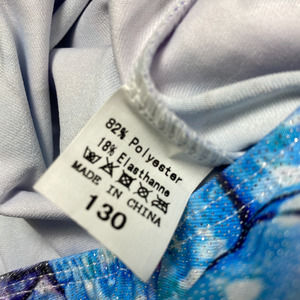 82% Polyester
18% Elasthanne
MADE IN CHINA
130